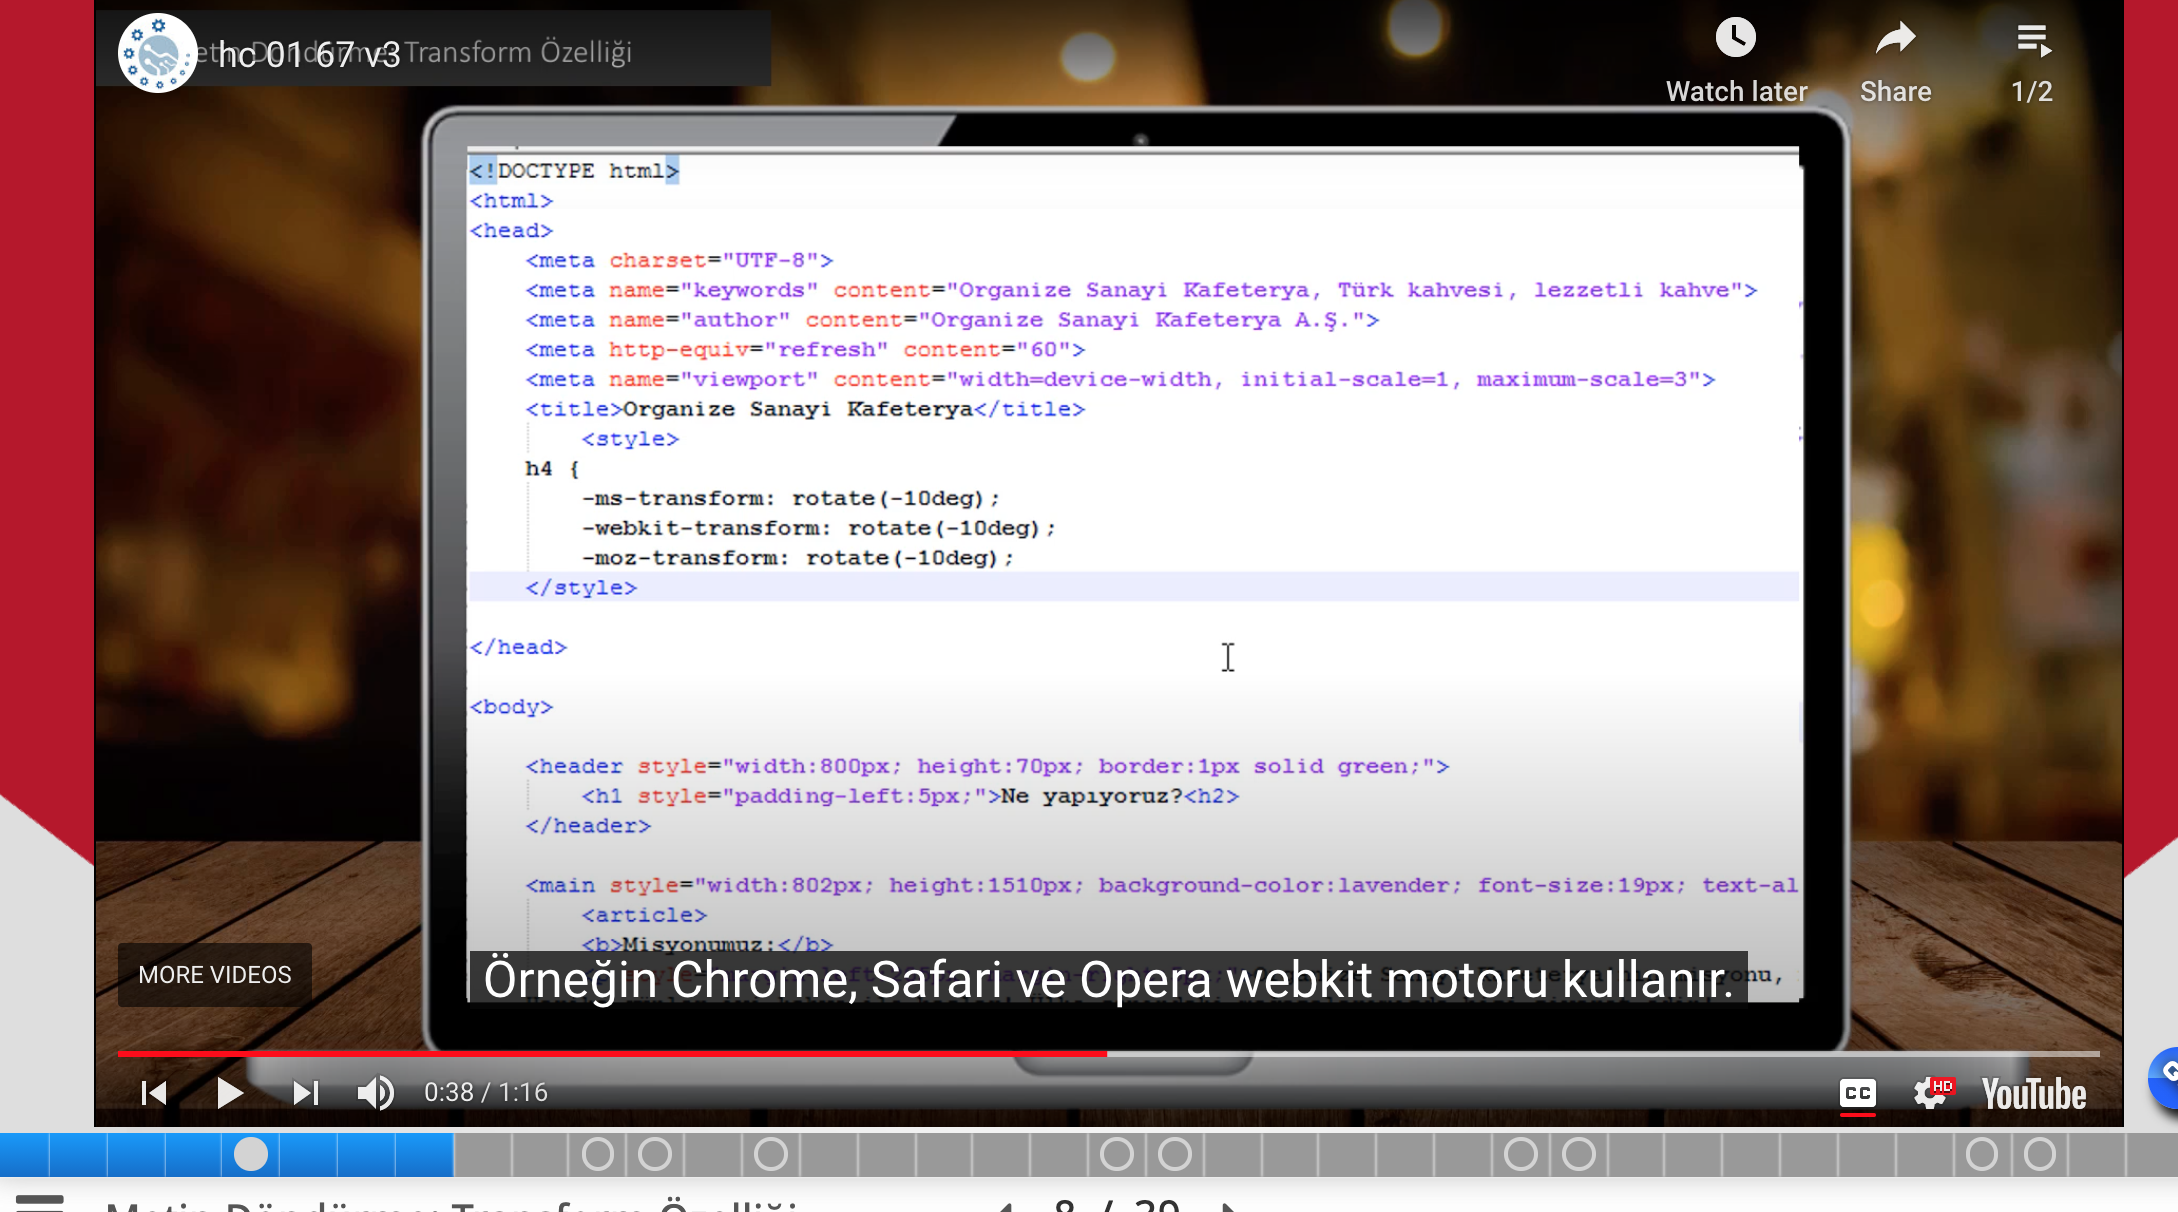 hc 01 67 v3
Transform Özelliği
Watch later
Share
1/2
<!DOCTYPE html>
<html>
<head>
<meta charset="UTF-8">
<meta name="keywords" content="Organize Sanayi Kafeterya, Türk kahvesi, lezzetli kahve">
<meta name="author" content="Organize Sanayi Kafeterya A.Ş.">
<meta http-equiv="refresh" content="60">
<meta name="viewport" content="width=device-width, initial-scale=1, maximum-scale=3">
<title>Organize Sanayi Kafeterya</title>
<style>
h4 {
-ms-transform: rotate(-10deg);
-webkit-transform: rotate(-10deg);
-moz-transform: rotate(-10deg);
</style>
</head>
<body>
<header style="width:800px; height:70px; border:1px solid green;">
<h1 style="padding-left:5px;">Ne yapıyoruz?<h2>
</header>
<main style="width:802px; height:1510px; background-color:lavender; font-size:19px; text-al
<article>
<b>Misyonumuz:</b>
Örneğin Chrome, Safari ve Opera webkit motoru kullanır.
MORE VIDEOS
0:38 / 1:16
CC
HD
YouTube
Metin Döndürme: Transform Özelliği
8 / 39